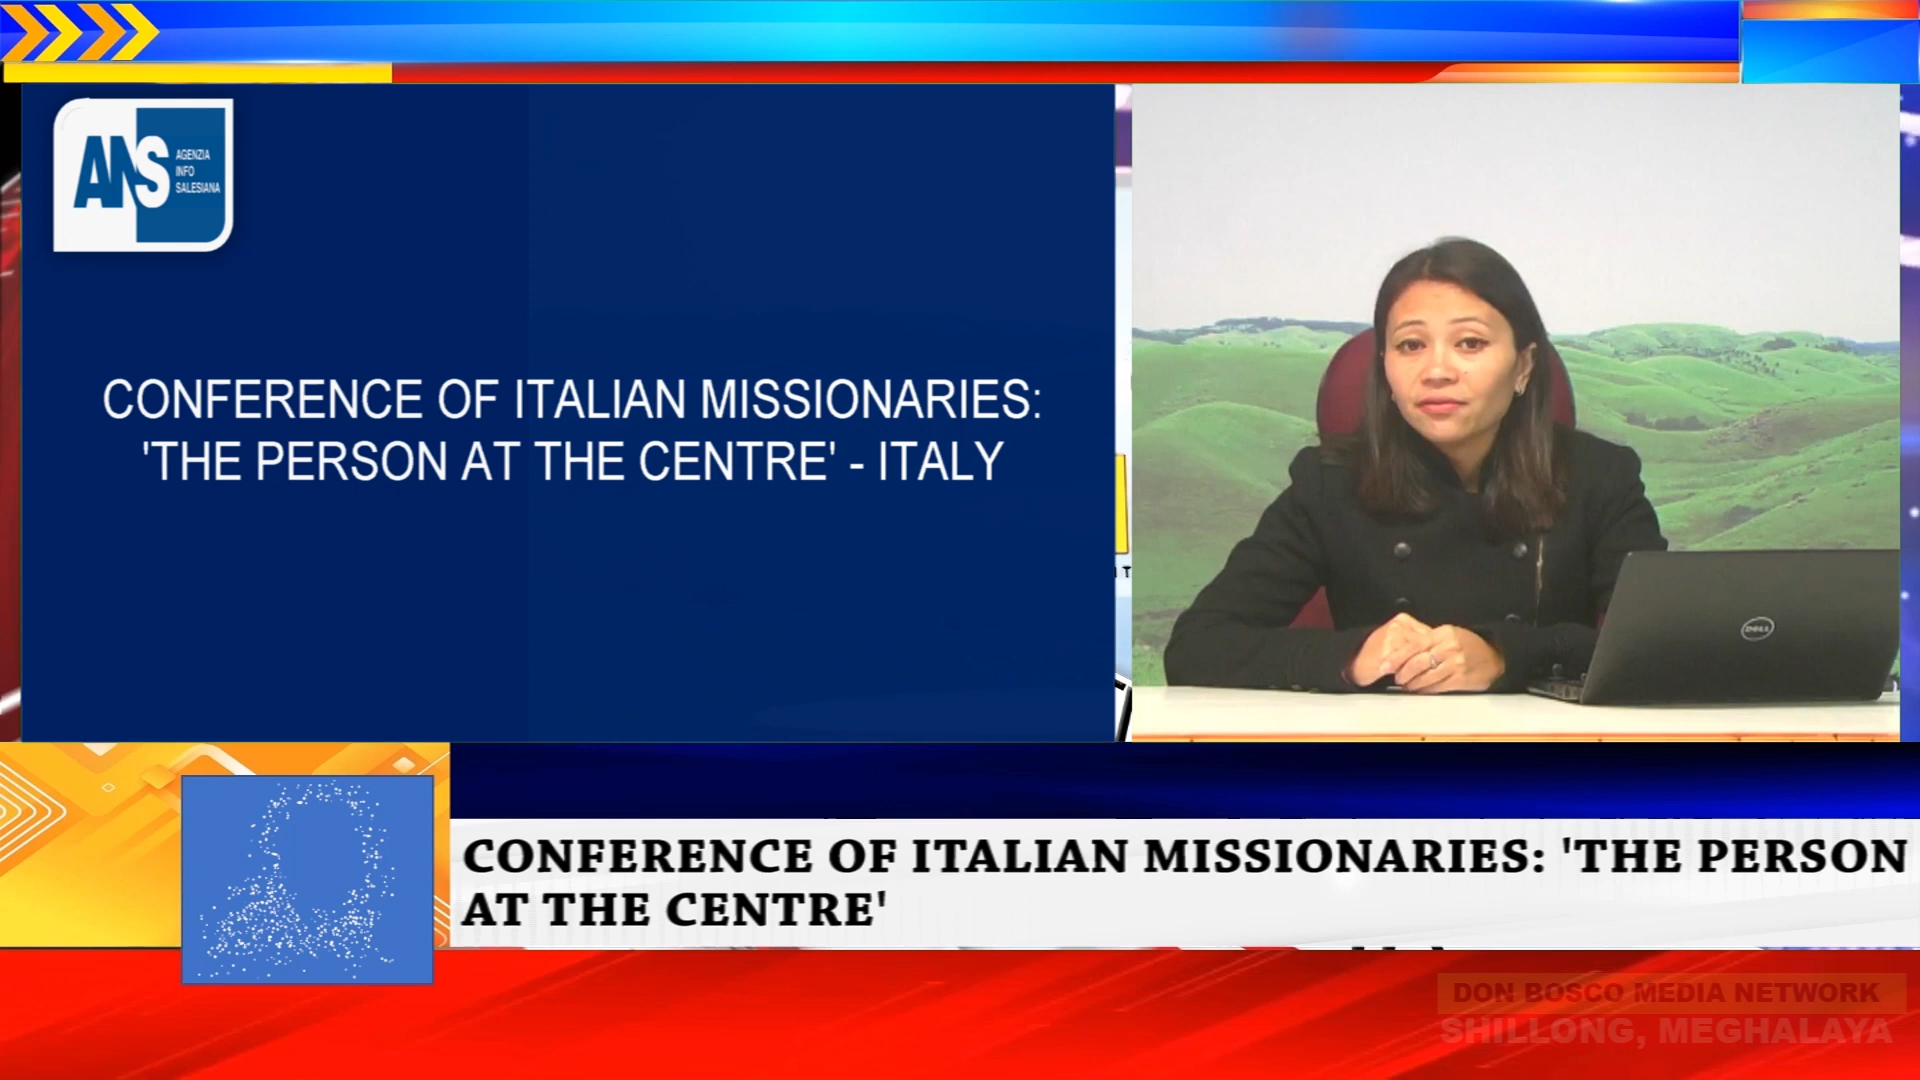 ANS
AGENZIA
INFO
SALESIANA
CONFERENCE OF ITALIAN MISSIONARIES:
'THE PERSON AT THE CENTRE' - ITALY
DELL
CONFERENCE OF ITALIAN MISSIONARIES: 'THE PERSON
AT THE CENTRE'
DON BOSCO MEDIA NETWORK
SHILLONG, MEGHALAYA